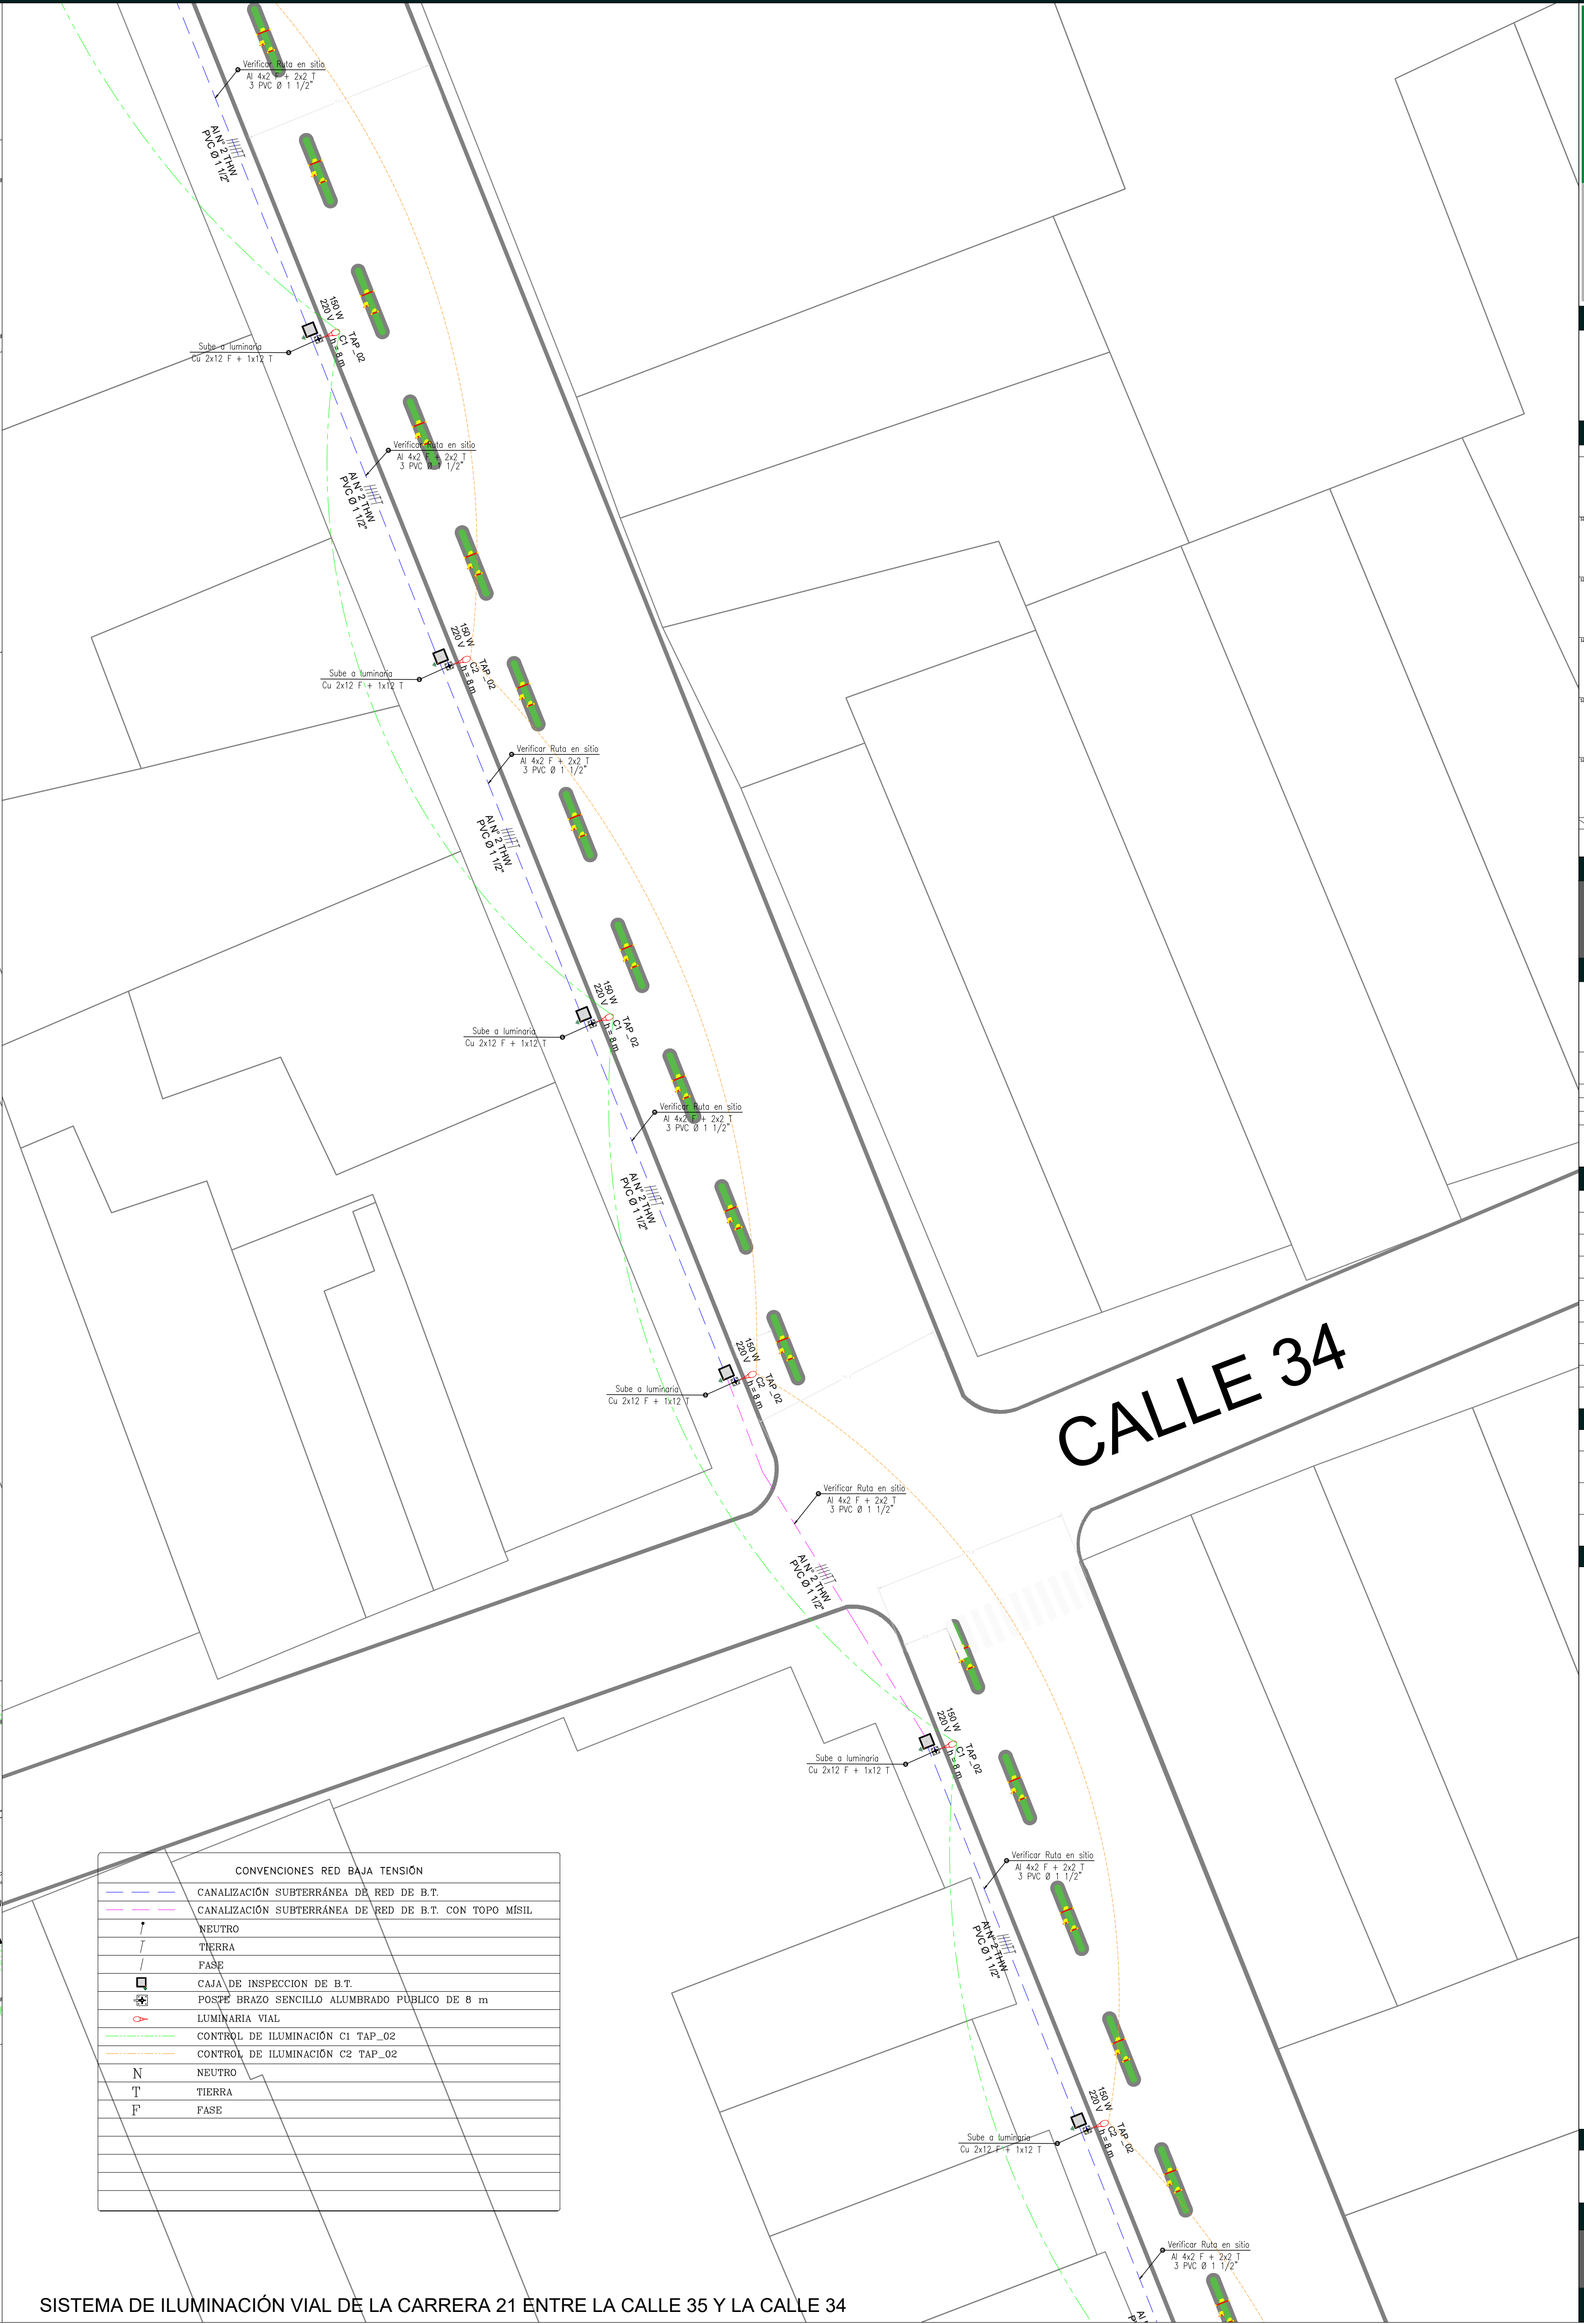 Verificar Ruta en sitio
Al 4x2 F + 2x2 T
3 PVC Ø 1 1/2"
Al N° 2 THW
PVC Ø 1 1/2"
150 W
220 V
C1
TAP_02
h = 8 m
Sube a luminaria
Cu 2x12 F + 1x12 T
Verificar Ruta en sitio
Al 4x2 F + 2x2 T
3 PVC Ø 1 1/2"
Al N° 2 THW
PVC Ø 1 1/2"
150 W
220 V
C2
TAP_02
h = 8 m
Sube a luminaria
Cu 2x12 F + 1x12 T
Verificar Ruta en sitio
Al 4x2 F + 2x2 T
3 PVC Ø 1 1/2"
Al N° 2 THW
PVC Ø 1 1/2"
150 W
220 V
C1
TAP_02
h = 8 m
Sube a luminaria
Cu 2x12 F + 1x12 T
Verificar Ruta en sitio
Al 4x2 F + 2x2 T
3 PVC Ø 1 1/2"
Al N° 2 THW
PVC Ø 1 1/2"
150 W
220 V
C2
TAP_02
h = 8 m
Sube a luminaria
Cu 2x12 F + 1x12 T
CALLE 34
Verificar Ruta en sitio
Al 4x2 F + 2x2 T
3 PVC Ø 1 1/2"
Al N° 2 THW
PVC Ø 1 1/2"
150 W
220 V
C1
TAP_02
h = 8 m
Sube a luminaria
Cu 2x12 F + 1x12 T
Verificar Ruta en sitio
Al 4x2 F + 2x2 T
3 PVC Ø 1 1/2"
Al N° 2 THW
PVC Ø 1 1/2"
150 W
220 V
C2
TAP_02
h = 8 m
Sube a luminaria
Cu 2x12 F + 1x12 T
Verificar Ruta en sitio
Al 4x2 F + 2x2 T
3 PVC Ø 1 1/2"
CONVENCIONES RED BAJA TENSIÓN
CANALIZACIÓN SUBTERRÁNEA DE RED DE B.T.
CANALIZACIÓN SUBTERRÁNEA DE RED DE B.T. CON TOPO MÍSIL
NEUTRO
TIERRA
FASE
CAJA DE INSPECCION DE B.T.
POSTE BRAZO SENCILLO ALUMBRADO PUBLICO DE 8 m
LUMINARIA VIAL
CONTROL DE ILUMINACIÓN C1 TAP_02
CONTROL DE ILUMINACIÓN C2 TAP_02
N NEUTRO
T TIERRA
F FASE
SISTEMA DE ILUMINACIÓN VIAL DE LA CARRERA 21 ENTRE LA CALLE 35 Y LA CALLE 34